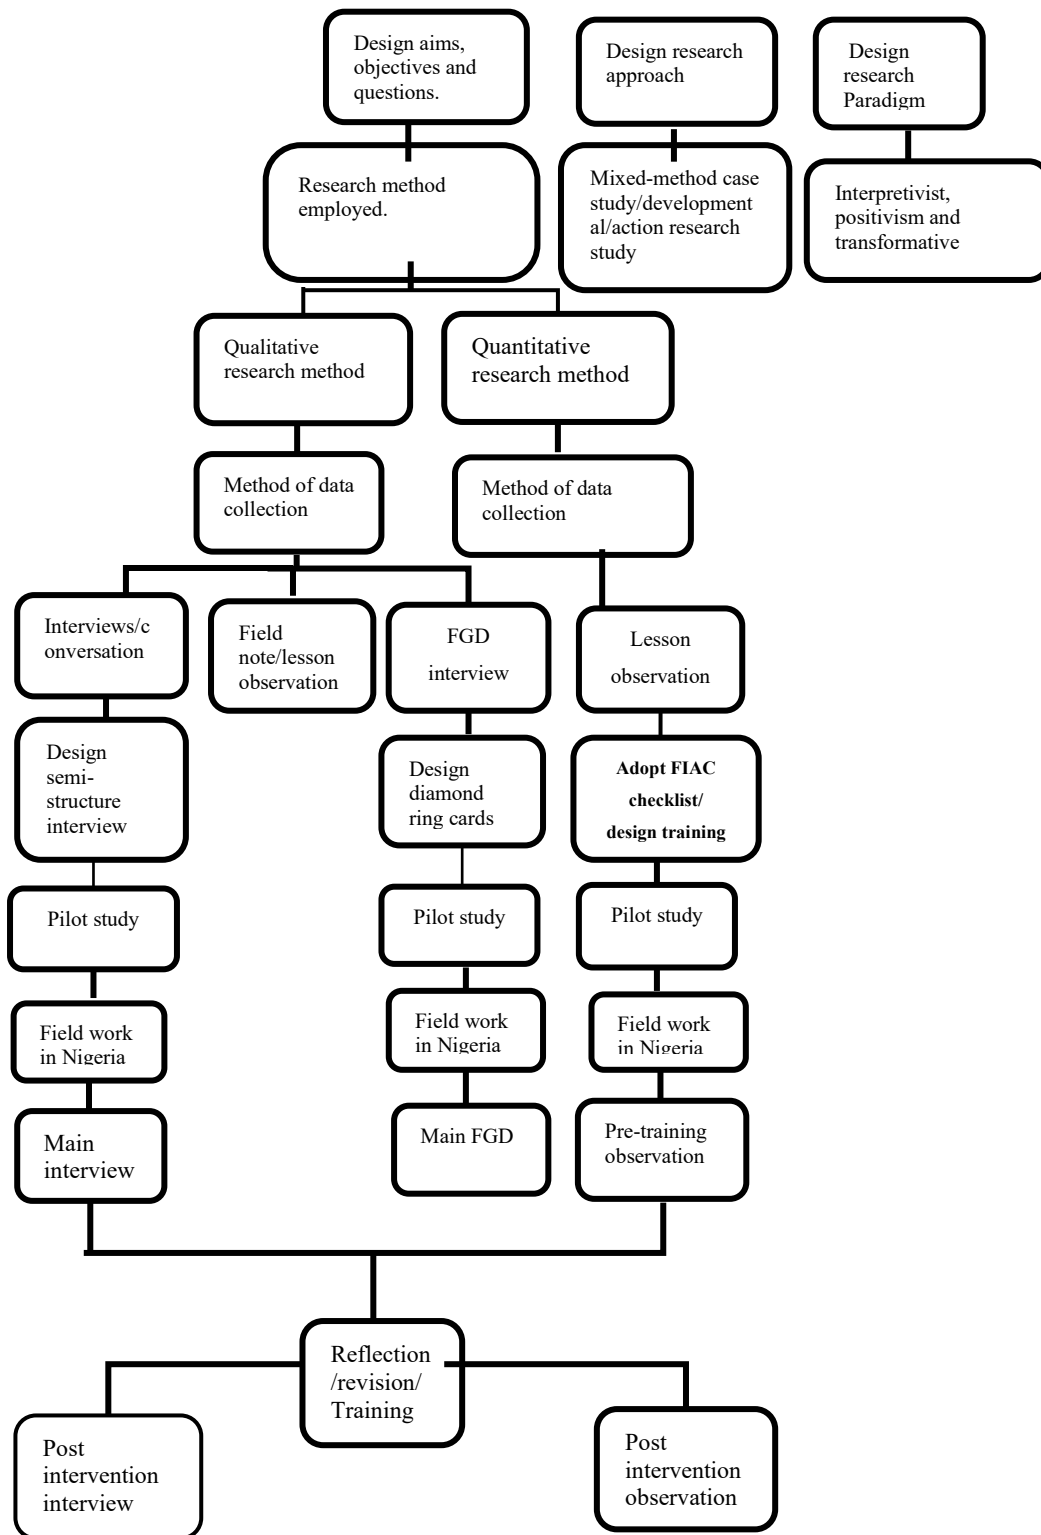 Design aims,
objectives and
questions.
Design research
approach
Design
research
Paradigm
Research method
employed.
Mixed-method case
study/development
al/action research
study
Interpretivist,
positivism and
transformative
Qualitative
research method
Quantitative
research method
Method of data
collection
Method of data
collection
Interviews/c
onversation
Field
note/lesson
observation
FGD
interview
Lesson
observation
Design
semi-
structure
interview
Design
diamond
ring cards
Adopt FIAC
checklist/
design training
Pilot study
Pilot study
Pilot study
Field work
in Nigeria
Field work
in Nigeria
Field work
in Nigeria
Main
interview
Main FGD
Pre-training
observation
Reflection
/revision/
Training
Post
intervention
interview
Post
intervention
observation